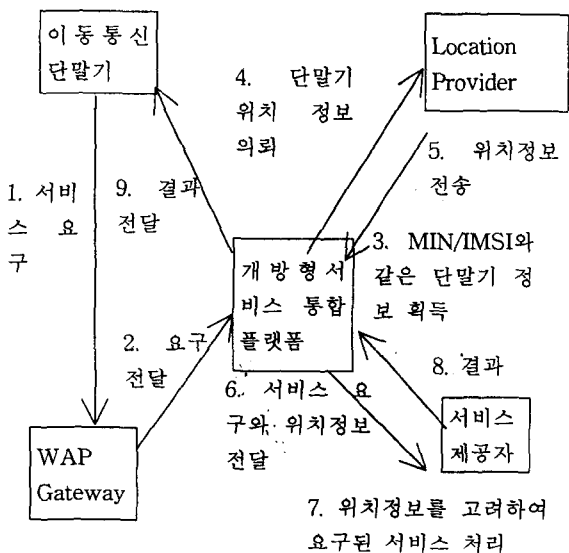 이동통신
단말기
Location
Provider
4. 단말기
위치 정보
의뢰
5. 위치정보
전송
1. 서비
스 요
구
9. 결과
전달
3. MIN/IMSI와
같은 단말기 정
보 획득
개방형서
비스 통합
플랫폼
2. 요구
전달
8. 결과
6. 서비스 요
구와 위치정보
전달
서비스
제공자
WAP
Gateway
7. 위치정보를 고려하여
요구된 서비스 처리